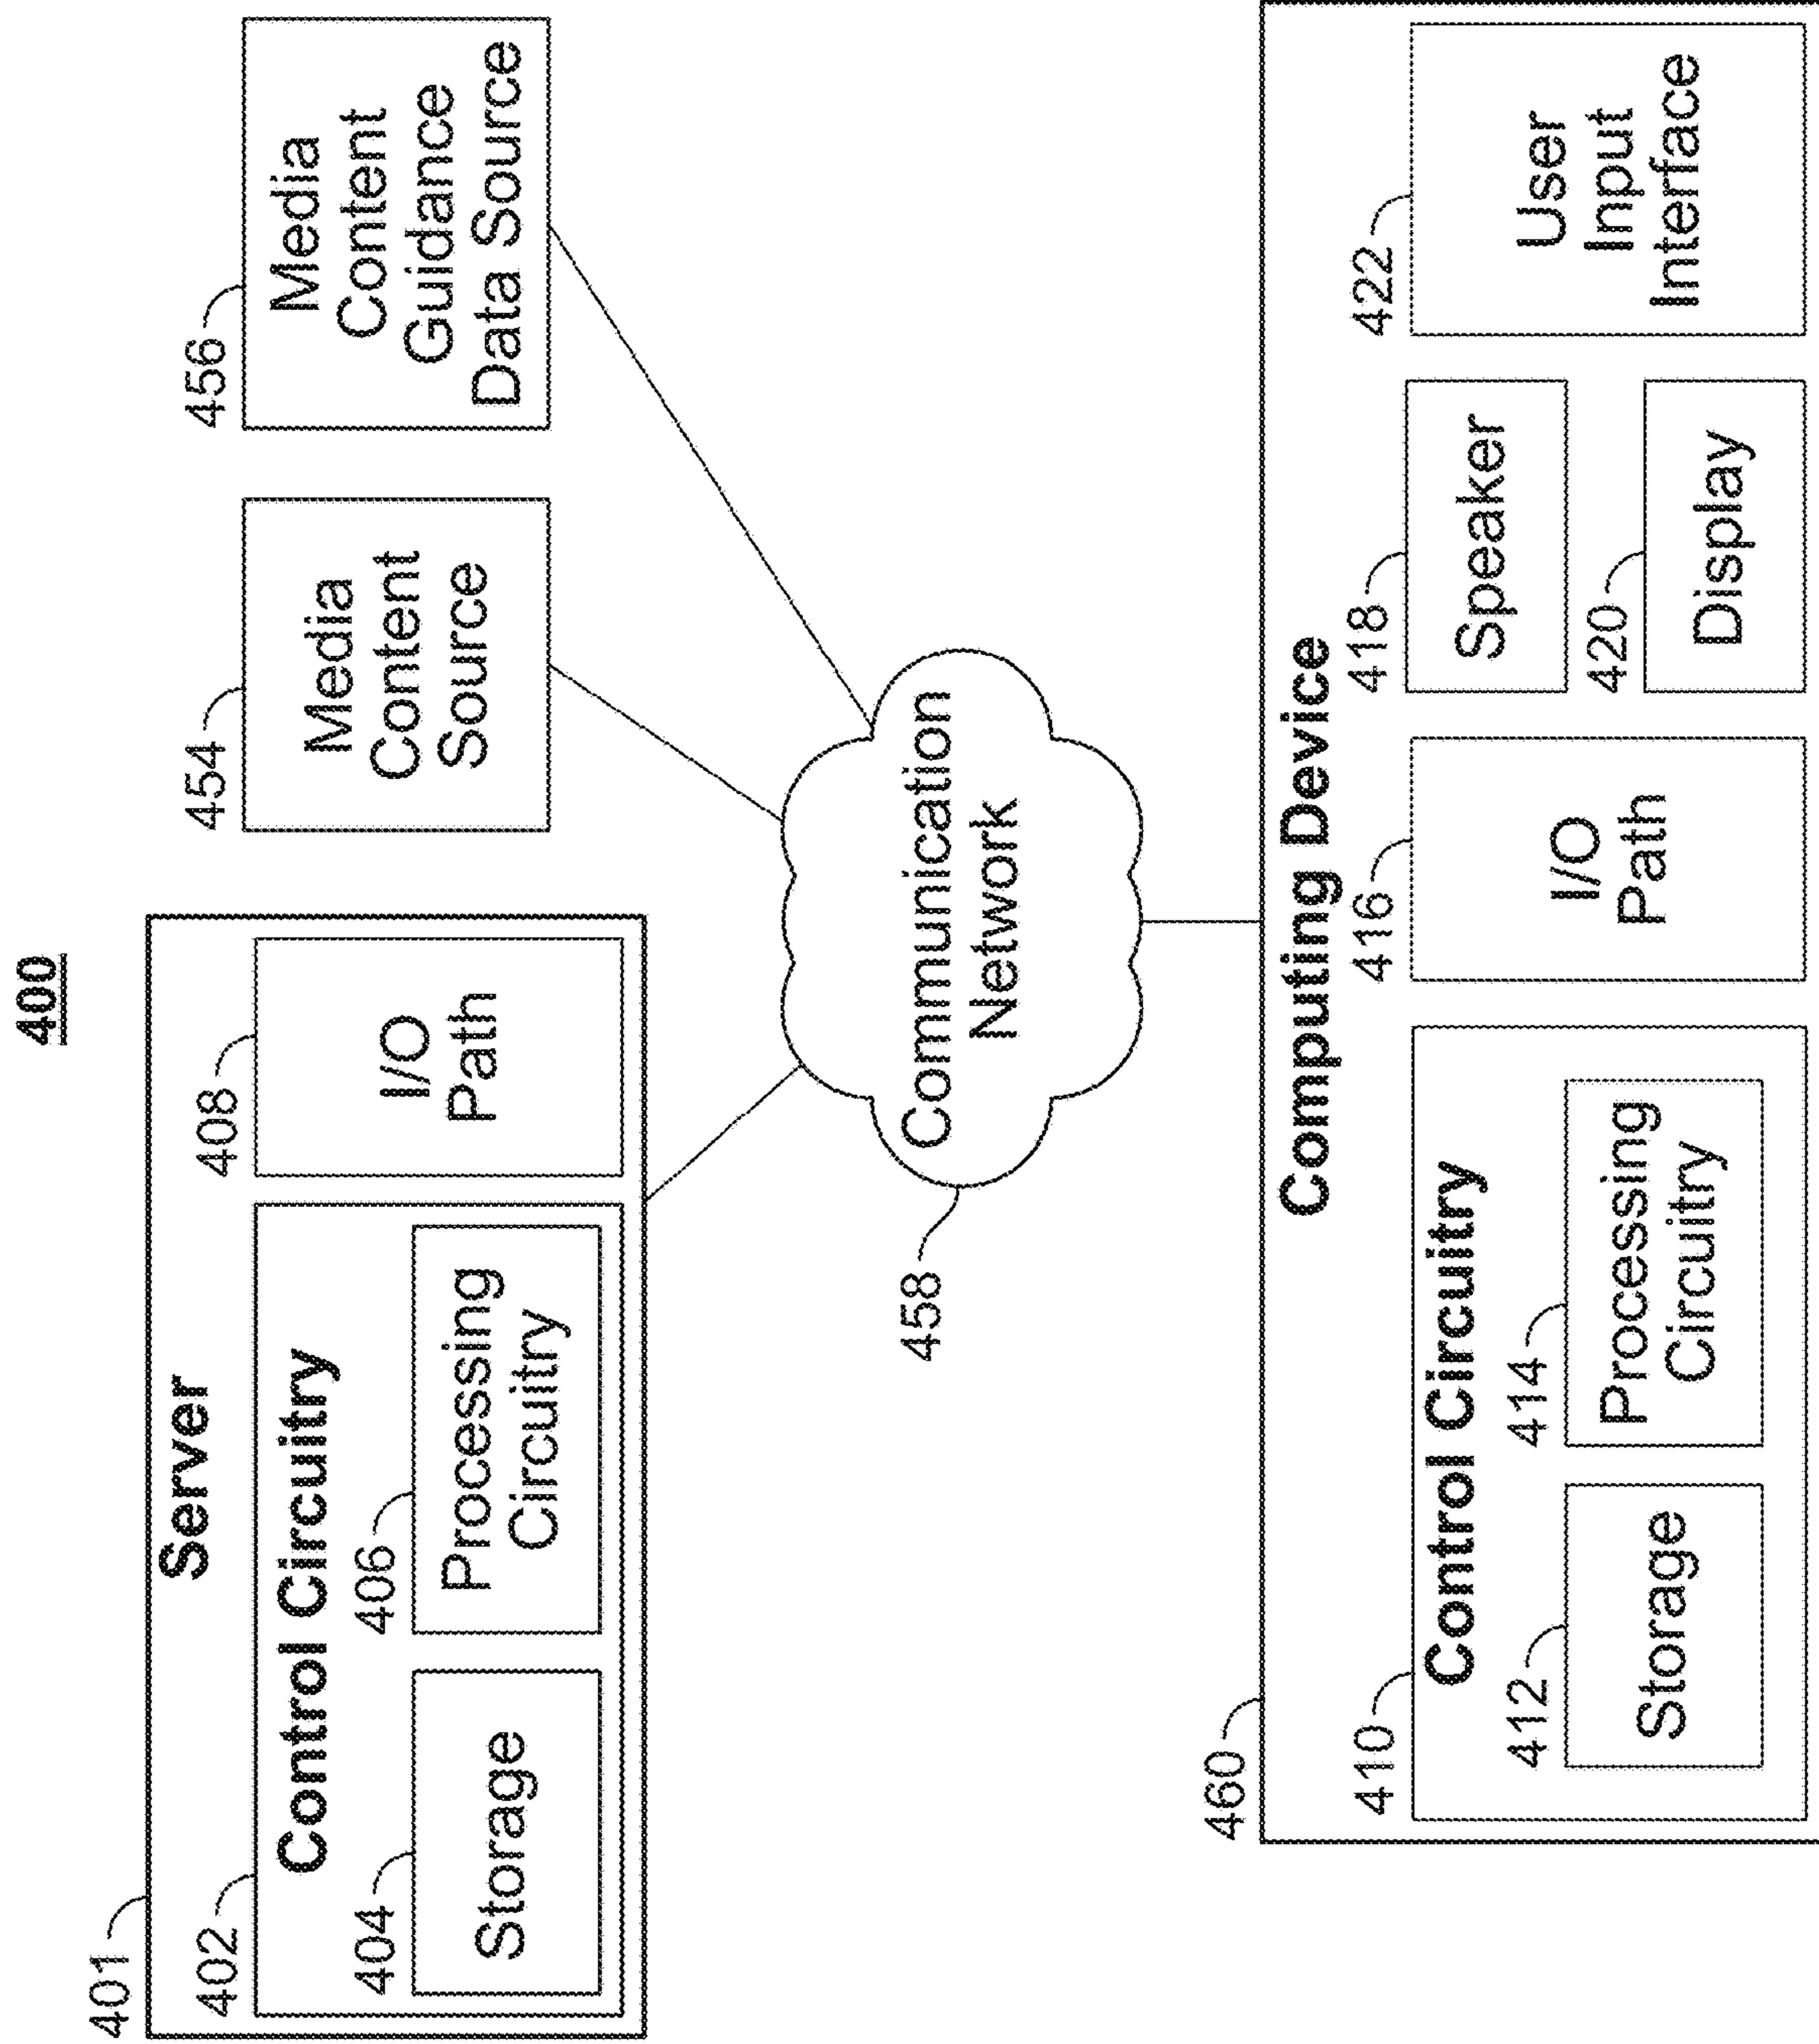 400
401
Server
402
Control Circuitry
404
Storage
406
Processing
Circuitry
408
I/O
Path
454
Media
Content
Source
456
Media
Content
Guidance
Data Source
458
Communication
Network
460
Computing Device
410
Control Circuitry
412
Storage
414
Processing
Circuitry
416
I/O
Path
418
Speaker
420
Display
422
User
Input
Interface